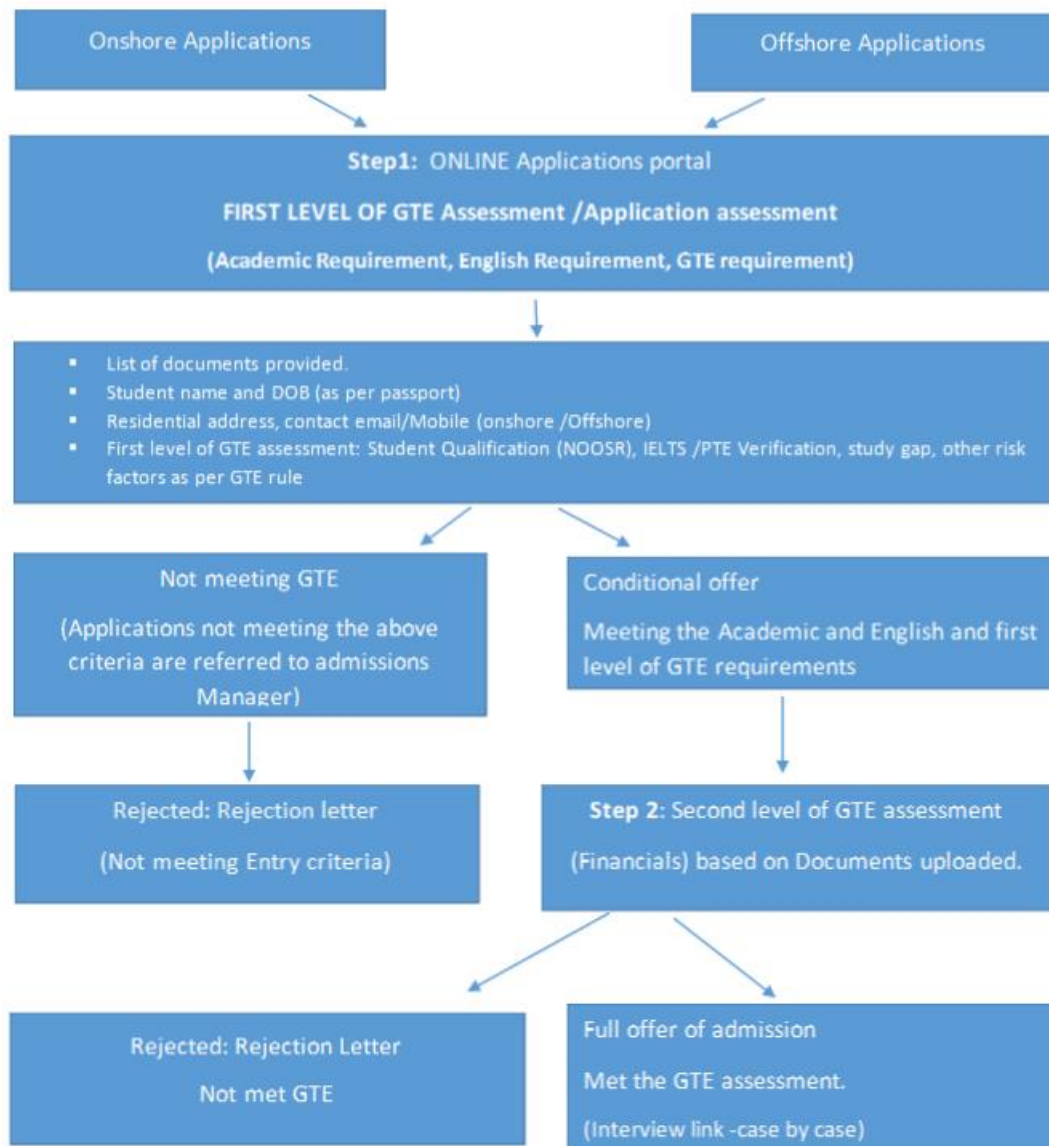 Onshore Applications
Offshore Applications
Step1: ONLINE Applications portal
FIRST LEVEL OF GTE Assessment /Application assessment
(Academic Requirement, English Requirement, GTE requirement)
▪ List of documents provided.
▪ Student name and DOB (as per passport)
▪ Residential address, contact email/Mobile (onshore /Offshore)
▪ First level of GTE assessment: Student Qualification (NOOSR), IELTS /PTE Verification, study gap, other risk
factors as per GTE rule
Not meeting GTE
(Applications not meeting the above
criteria are referred to admissions
Manager)
Conditional offer
Meeting the Academic and English and first
level of GTE requirements
Rejected: Rejection letter
(Not meeting Entry criteria)
Step 2: Second level of GTE assessment
(Financials) based on Documents uploaded.
Rejected: Rejection Letter
Not met GTE
Full offer of admission
Met the GTE assessment.
(Interview link -case by case)